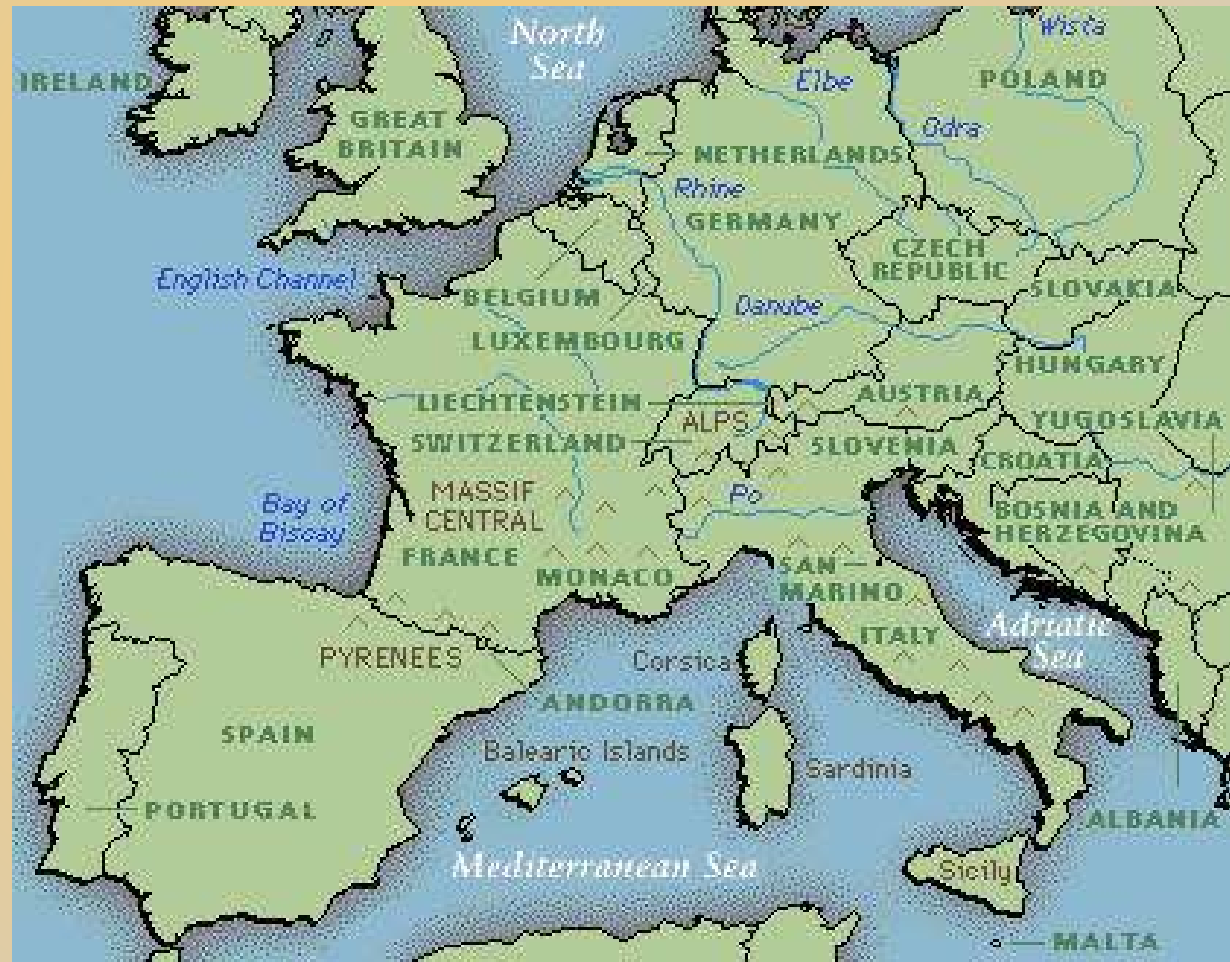 North
Sea
Wista
IRELAND
Elbe
POLAND
GREAT
BRITAIN
Odra
NETHERLANDS
Rhine
GERMANY
CZECH
REPUBLIC
English Channel
BELGIUM
SLOVAKIA
Danube
LUXEMBOURG
HUNGARY
LIECHTENSTEIN
AUSTRIA
ALPS
YUGOSLAVIA
SWITZERLAND
SLOVENIA
CROATIA
MASSIF
CENTRAL
Po
Bay of
Biscay
BOSNIA AND
HERZEGOVINA
FRANCE
MONACO
SAN
MARINO
Adriatic
Sea
ITALY
PYRENEES
Corsica
ANDORRA
SPAIN
Balearic Islands
Sardinia
PORTUGAL
ALBANIA
Mediterranean Sea
Sicily
MALTA